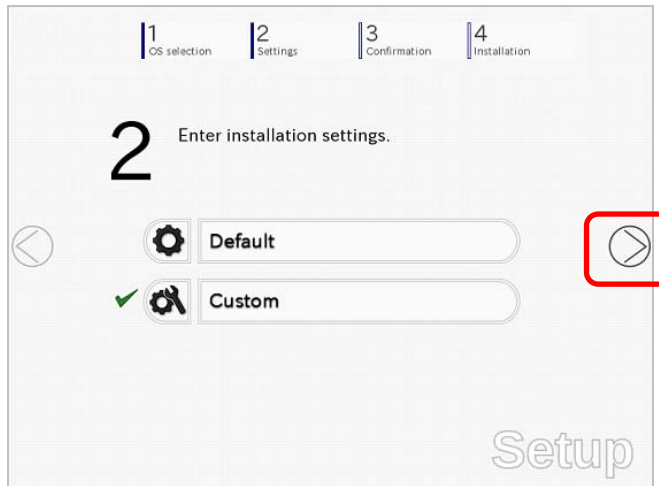 1 2 3 4
OS selection Settings Confirmation Installation
2 Enter installation settings.
Default
Custom
Setup